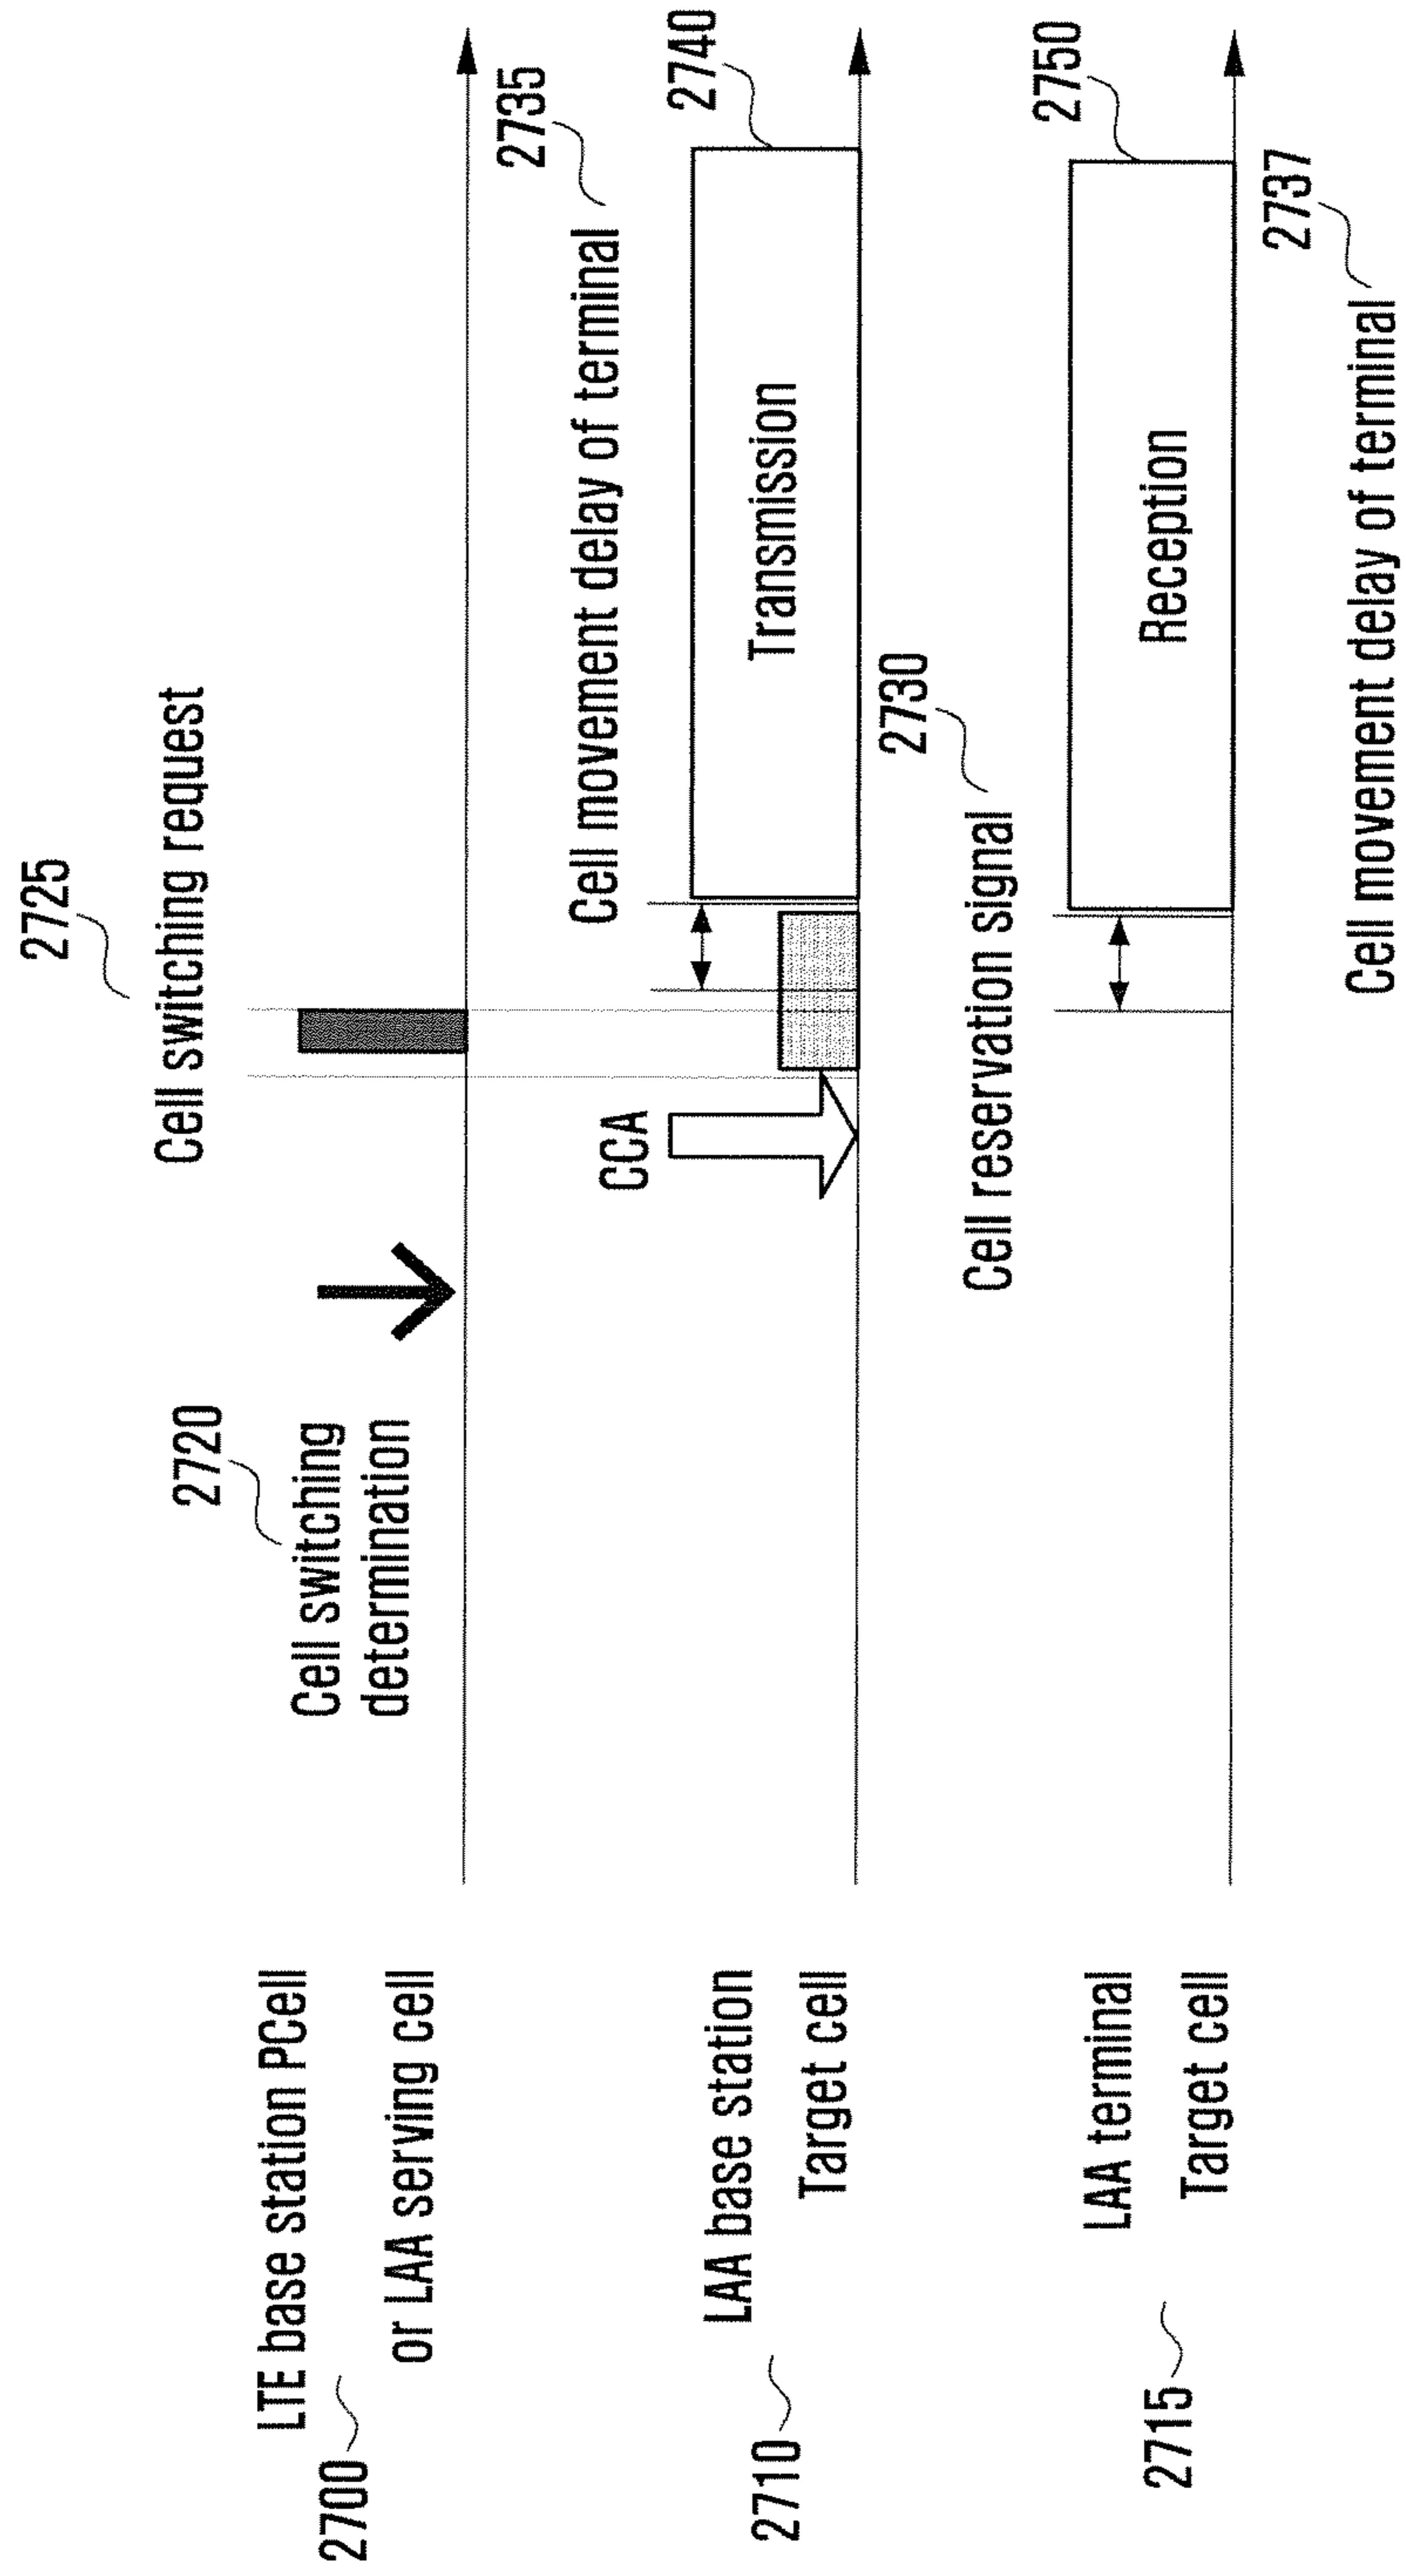 2725
Cell switching request
2720
Cell switching
determination
LTE base station PCell
or LAA serving cell
2700
2735
Cell movement delay of terminal
CCA
2740
Transmission
LAA base station
Target cell
2710
2730
Cell reservation signal
2750
Reception
LAA terminal
Target cell
2715
2737
Cell movement delay of terminal